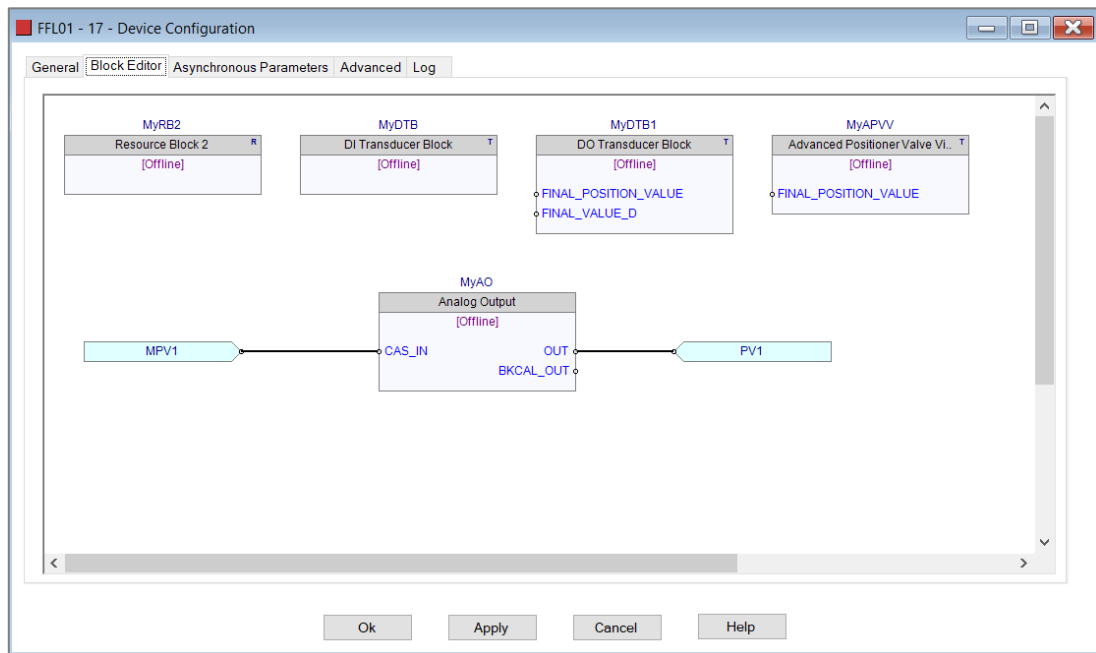 FFL01 - 17 - Device Configuration
General Block Editor Asynchronous Parameters Advanced Log
MyRB2 MyDTB MyDTB1 MyAPVV
Resource Block 2 R DI Transducer Block T DO Transducer Block T Advanced Positioner Valve Vi.. T
[Offline] [Offline] [Offline] [Offline]
FINAL_POSITION_VALUE FINAL_POSITION_VALUE
FINAL_VALUE_D
MyAO
Analog Output
[Offline]
MPV1 CAS_IN OUT PV1
BKCAL_OUT
Ok Apply Cancel Help